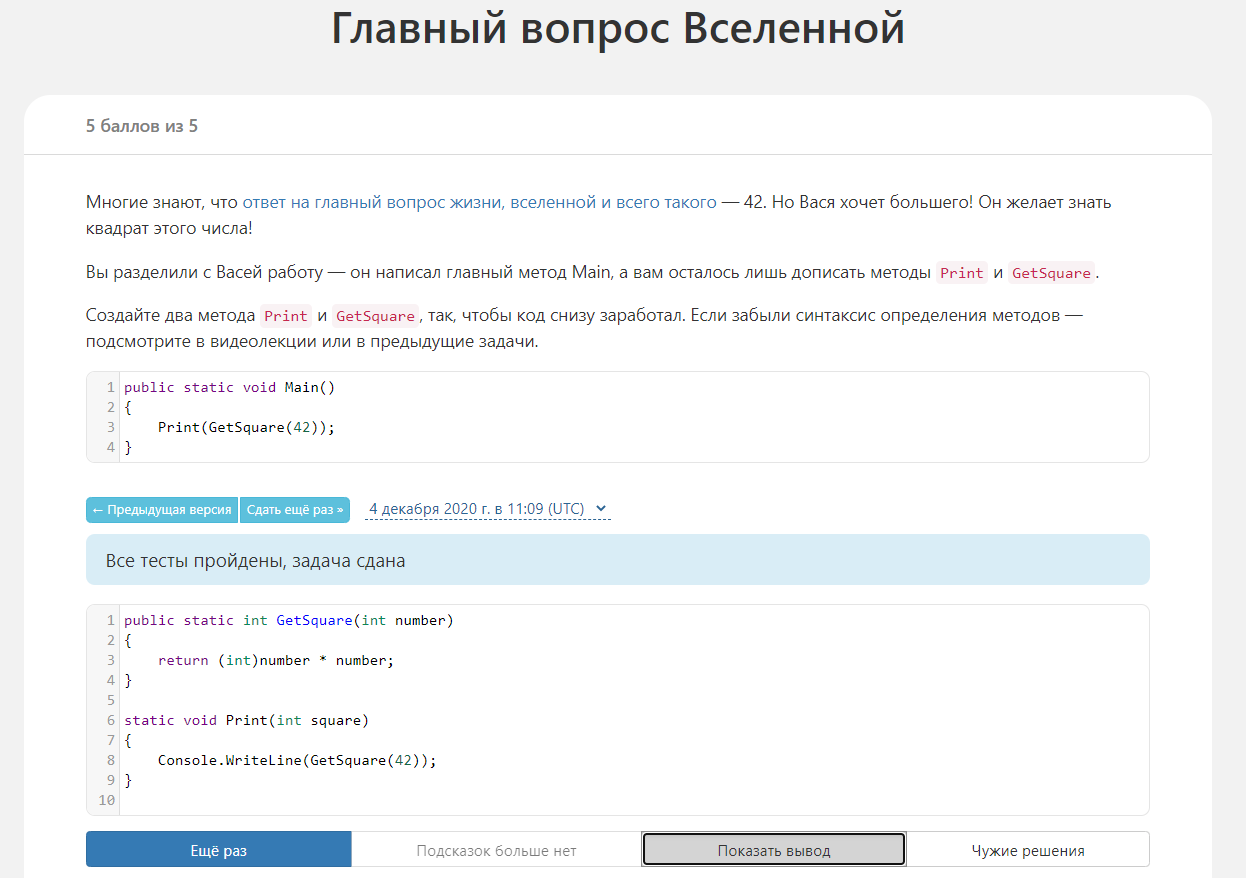 Главный вопрос Вселенной
5 баллов из 5
Многие знают, что ответ на главный вопрос жизни, вселенной и всего такого — 42. Но Вася хочет большего! Он желает знать
квадрат этого числа!
Вы разделили с Васей работу — он написал главный метод Main, а вам осталось лишь дописать методы Print и GetSquare.
Создайте два метода Print и GetSquare, так, чтобы код снизу заработал. Если забыли синтаксис определения методов —
подсмотрите в видеолекции или в предыдущие задачи.
1 public static void Main()
2 {
3     Print(GetSquare(42));
4 }
← Предыдущая версия Сдать ещё раз » 4 декабря 2020 г. в 11:09 (UTC)
Все тесты пройдены, задача сдана
1 public static int GetSquare(int number)
2 {
3     return (int)number * number;
4 }
5
6 static void Print(int square)
7 {
8     Console.WriteLine(GetSquare(42));
9 }
10
Ещё раз Подсказок больше нет Показать вывод Чужие решения